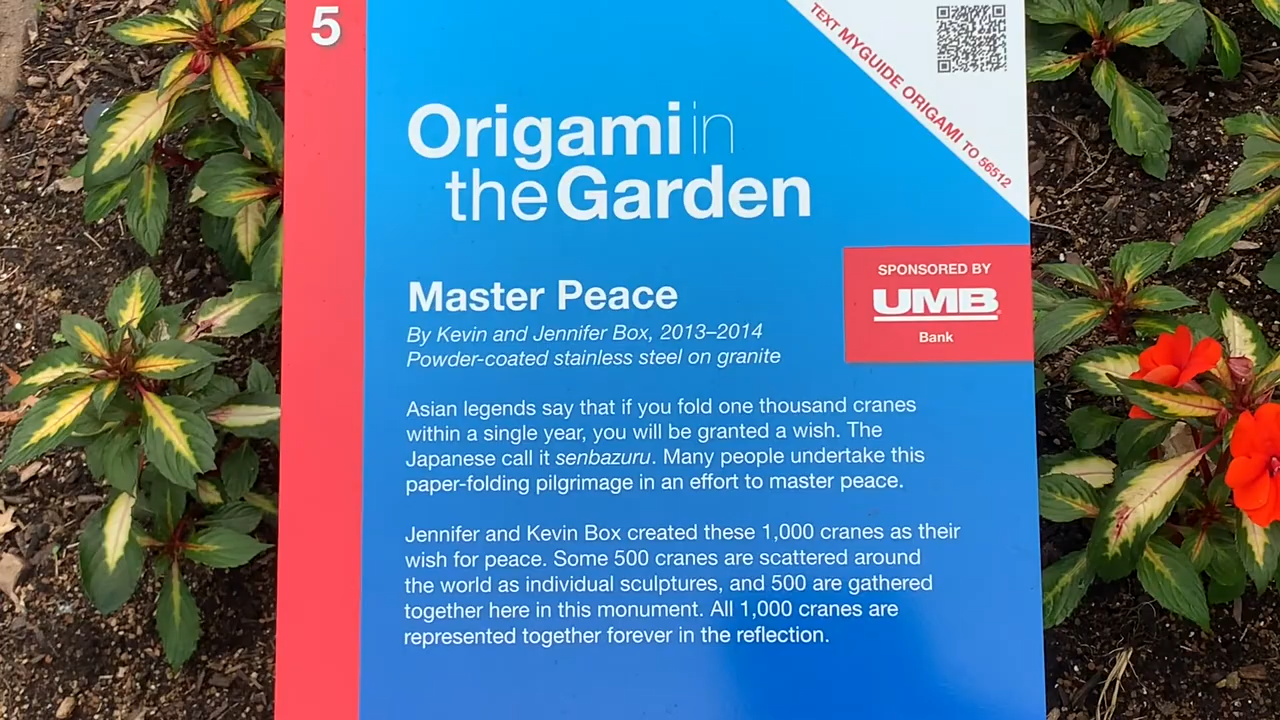 5
TEXT MYGUIDE ORIGAMI TO 56512
Origami in
the Garden
Master Peace
By Kevin and Jennifer Box, 2013–2014
Powder-coated stainless steel on granite
SPONSORED BY
UMB
Bank
Asian legends say that if you fold one thousand cranes
within a single year, you will be granted a wish. The
Japanese call it senbazuru. Many people undertake this
paper-folding pilgrimage in an effort to master peace.
Jennifer and Kevin Box created these 1,000 cranes as their
wish for peace. Some 500 cranes are scattered around
the world as individual sculptures, and 500 are gathered
together here in this monument. All 1,000 cranes are
represented together forever in the reflection.